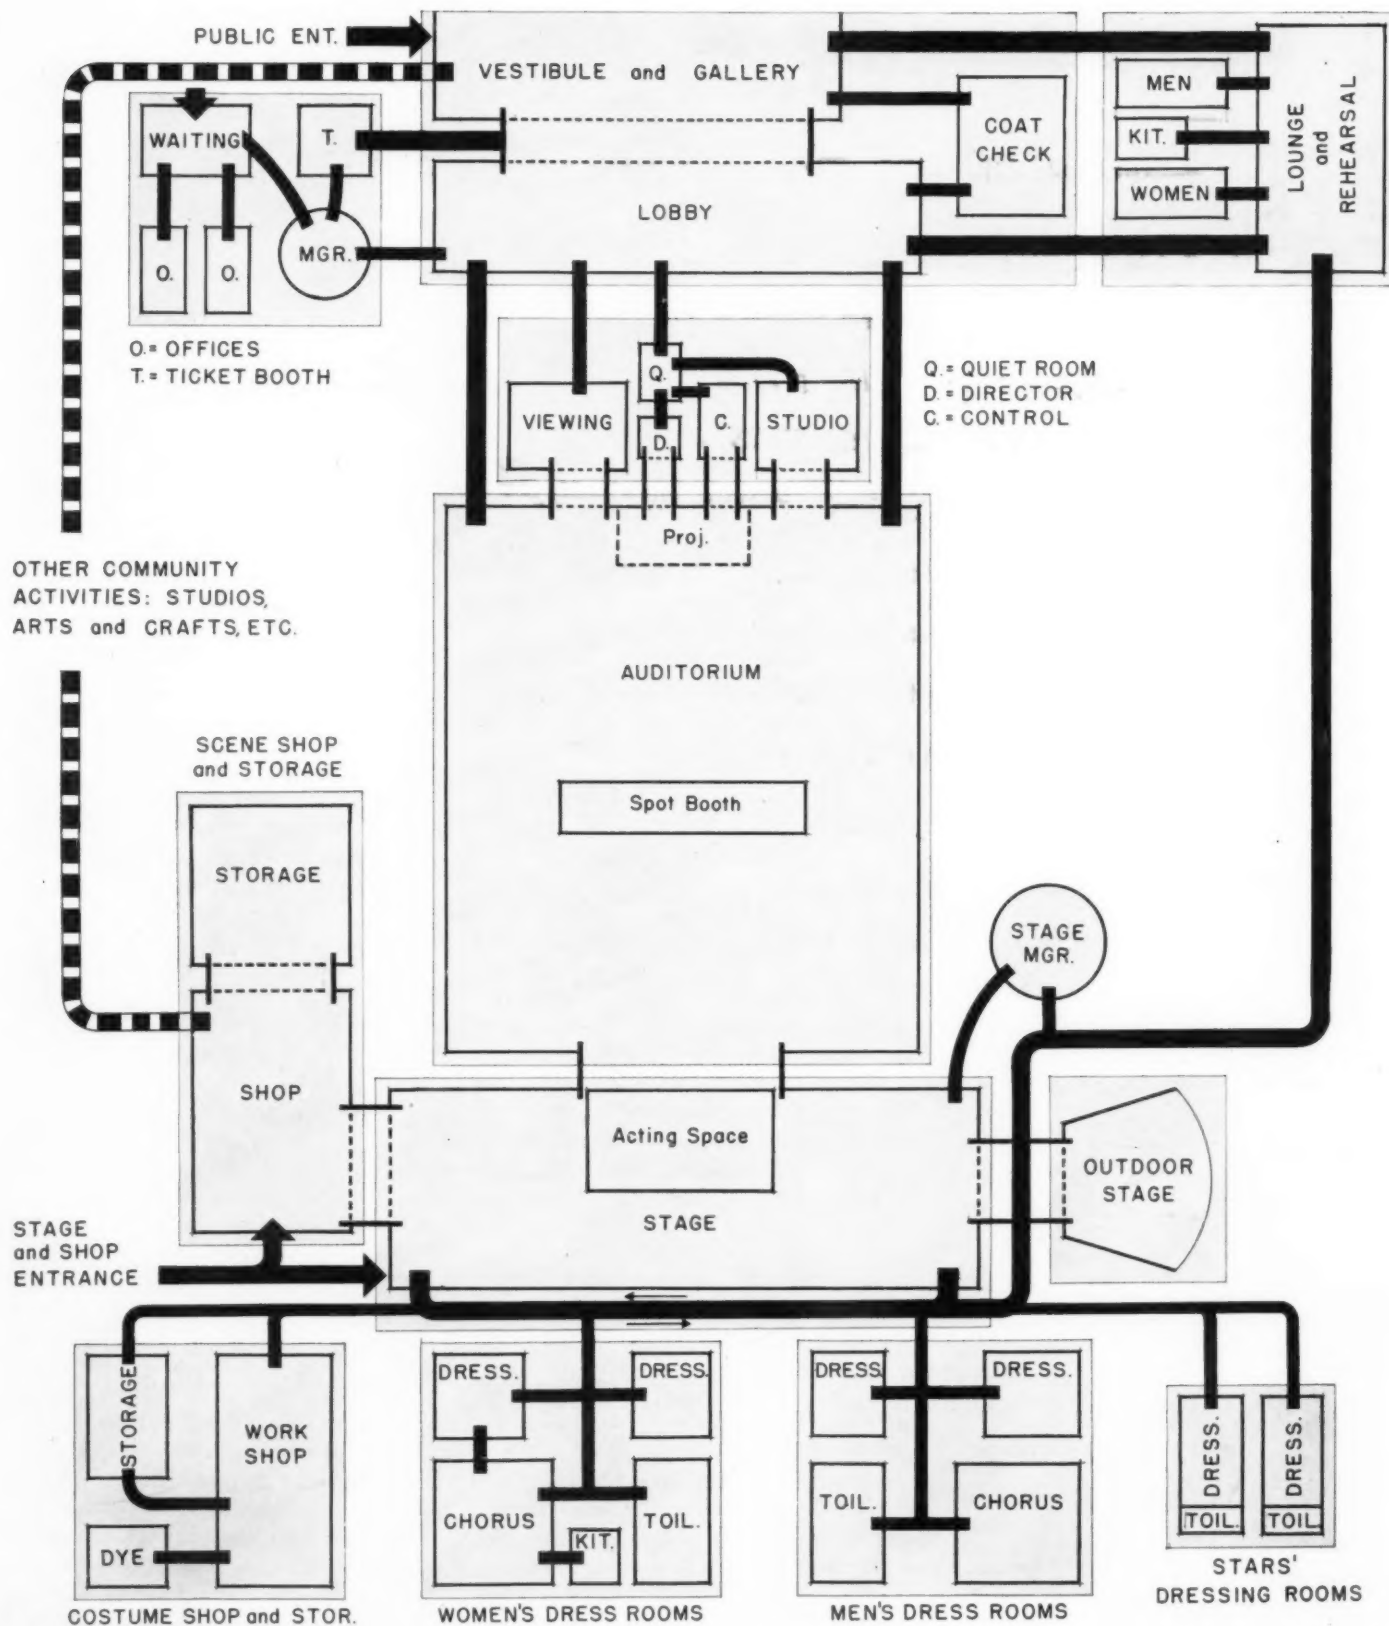 PUBLIC ENT.
VESTIBULE and GALLERY
WAITING
T.
COAT
CHECK
MEN
KIT.
WOMEN
LOUNGE
and
REHEARSAL
LOBBY
O.
O.
MGR.
O.= OFFICES
T.= TICKET BOOTH
Q.
VIEWING
D.
C.
STUDIO
Q.= QUIET ROOM
D.= DIRECTOR
C.= CONTROL
Proj.
OTHER COMMUNITY
ACTIVITIES: STUDIOS,
ARTS and CRAFTS, ETC.
AUDITORIUM
SCENE SHOP
and STORAGE
Spot Booth
STORAGE
STAGE
MGR.
SHOP
Acting Space
OUTDOOR
STAGE
STAGE
STAGE
and SHOP
ENTRANCE
STORAGE
WORK
SHOP
DYE
COSTUME SHOP and STOR.
DRESS.
DRESS.
CHORUS
KIT.
TOIL.
WOMEN'S DRESS ROOMS
DRESS.
DRESS.
TOIL.
CHORUS
MEN'S DRESS ROOMS
DRESS.
DRESS.
TOIL.
TOIL.
STARS'
DRESSING ROOMS